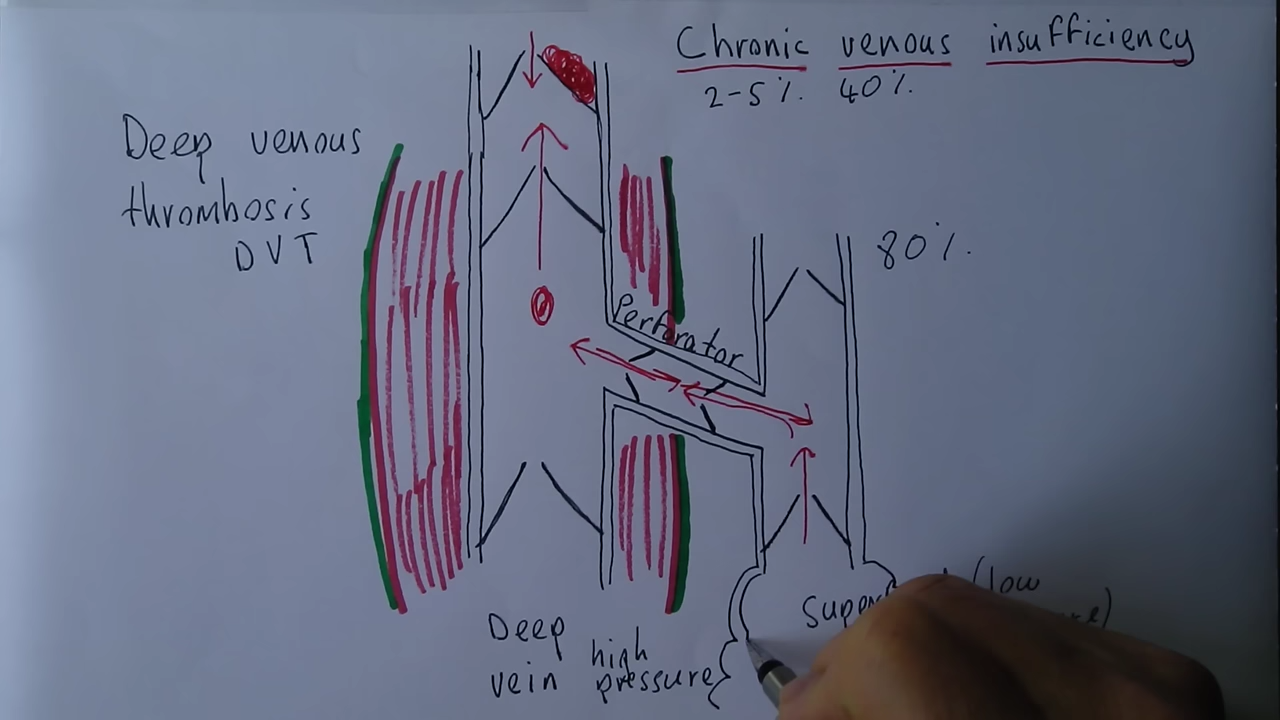 Chronic venous insufficiency
2-5%. 40%.
Deep venous
thrombosis
DVT
80%.
Perforator
Deep
vein
high
pressure
(low